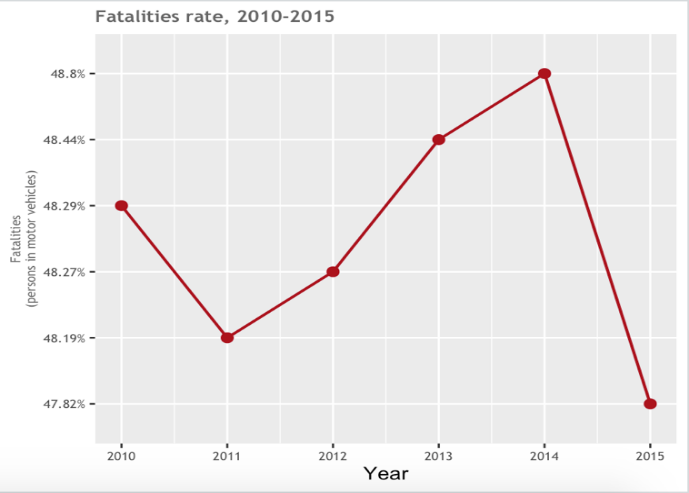 Fatalities rate, 2010-2015
48.8%
48.44%
48.29%
48.27%
48.19%
47.82%
Fatalities
(persons in motor vehicles)
2010 2011 2012 2013 2014 2015
Year